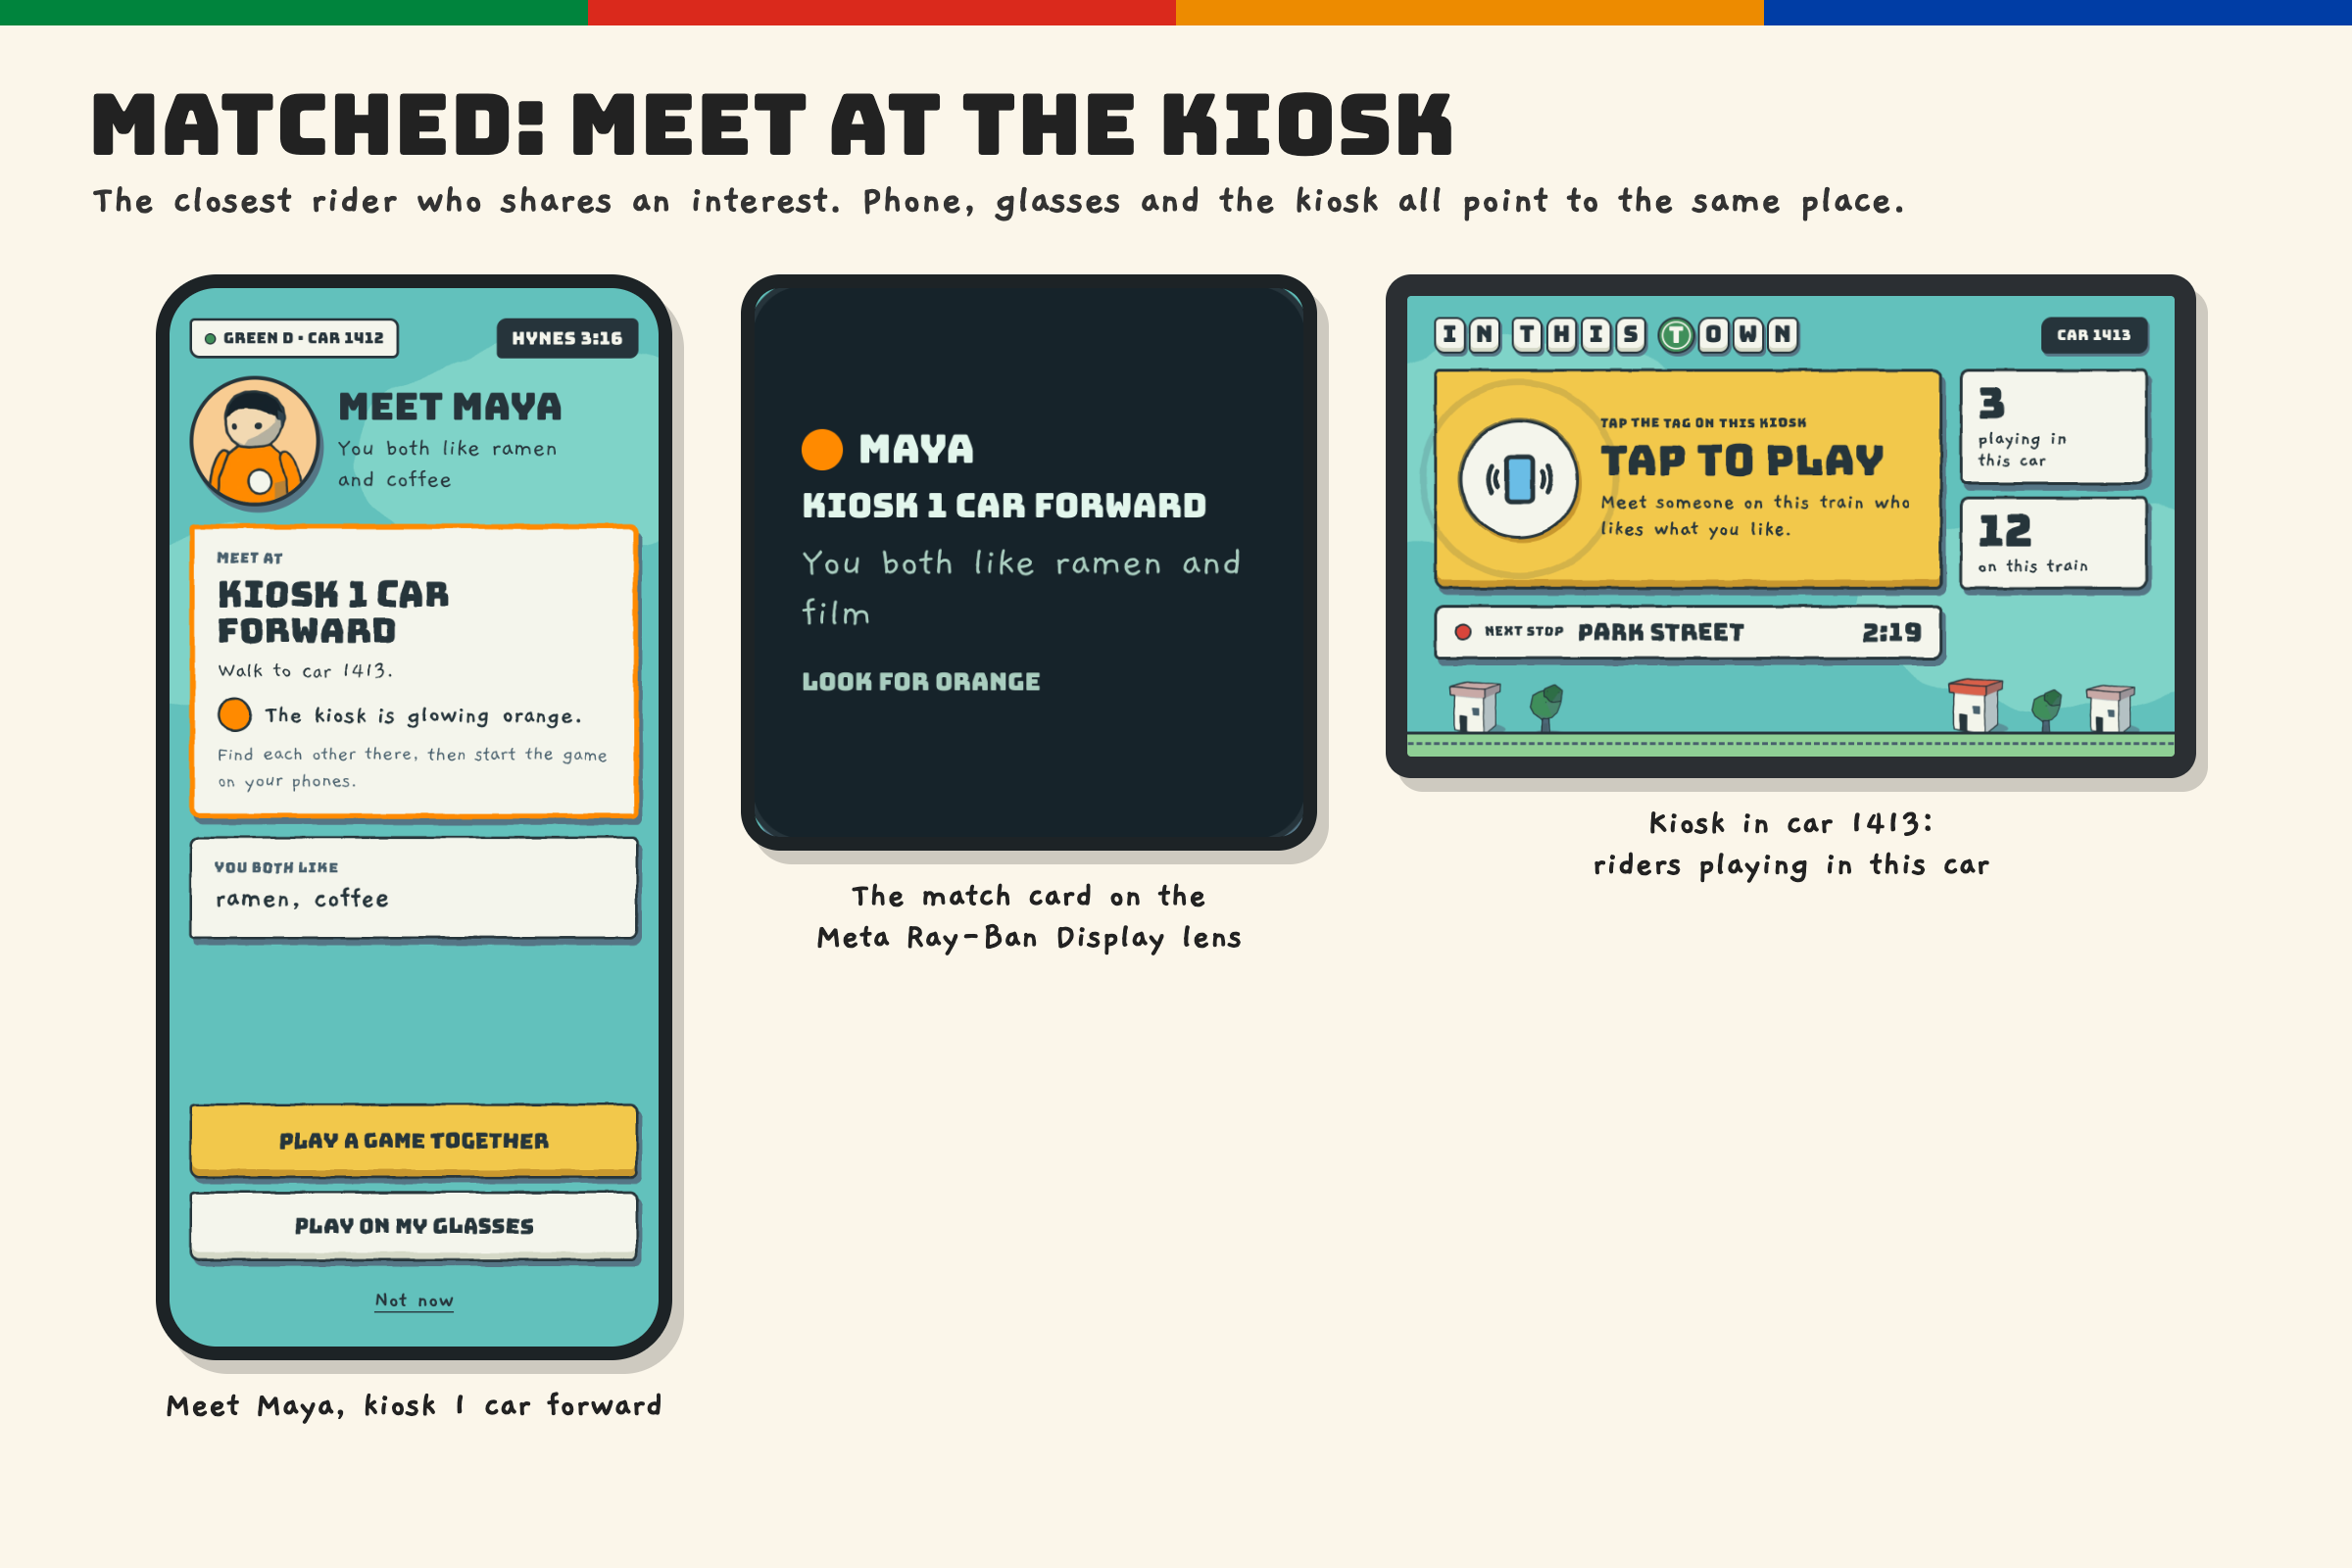 MATCHED: MEET AT THE KIOSK
The closest rider who shares an interest. Phone, glasses and the kiosk all point to the same place.
GREEN D · CAR 1412
HYNES 3:16
MEET MAYA
You both like ramen
and coffee
MEET AT
KIOSK 1 CAR
FORWARD
Walk to car 1413.
The kiosk is glowing orange.
Find each other there, then start the game
on your phones.
YOU BOTH LIKE
ramen, coffee
PLAY A GAME TOGETHER
PLAY ON MY GLASSES
Not now
Meet Maya, kiosk 1 car forward
MAYA
KIOSK 1 CAR FORWARD
You both like ramen and
film
LOOK FOR ORANGE
The match card on the
Meta Ray-Ban Display lens
IN THIS TOWN
CAR 1413
TAP THE TAG ON THIS KIOSK
TAP TO PLAY
Meet someone on this train who
likes what you like.
3
playing in
this car
12
on this train
NEXT STOP PARK STREET 2:19
Kiosk in car 1413:
riders playing in this car